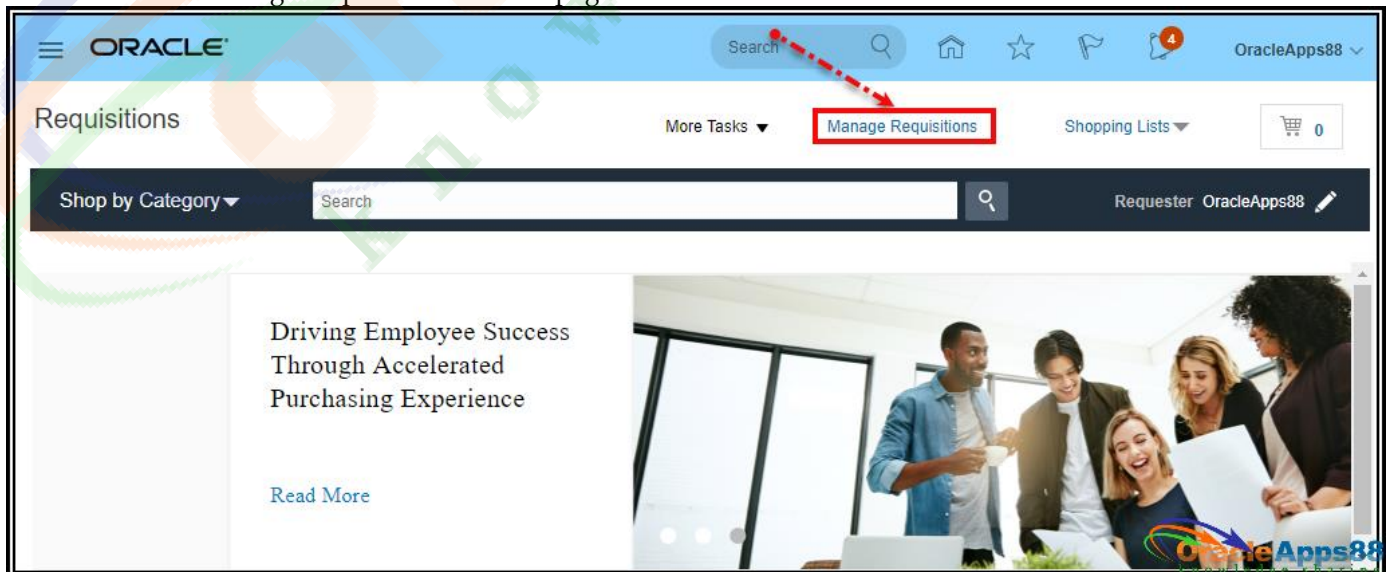 ORACLE
Search
4
OracleApps88
Requisitions
More Tasks
Manage Requisitions
Shopping Lists
0
Shop by Category
Search
Requester OracleApps88
Driving Employee Success
Through Accelerated
Purchasing Experience
Read More
OracleApps88